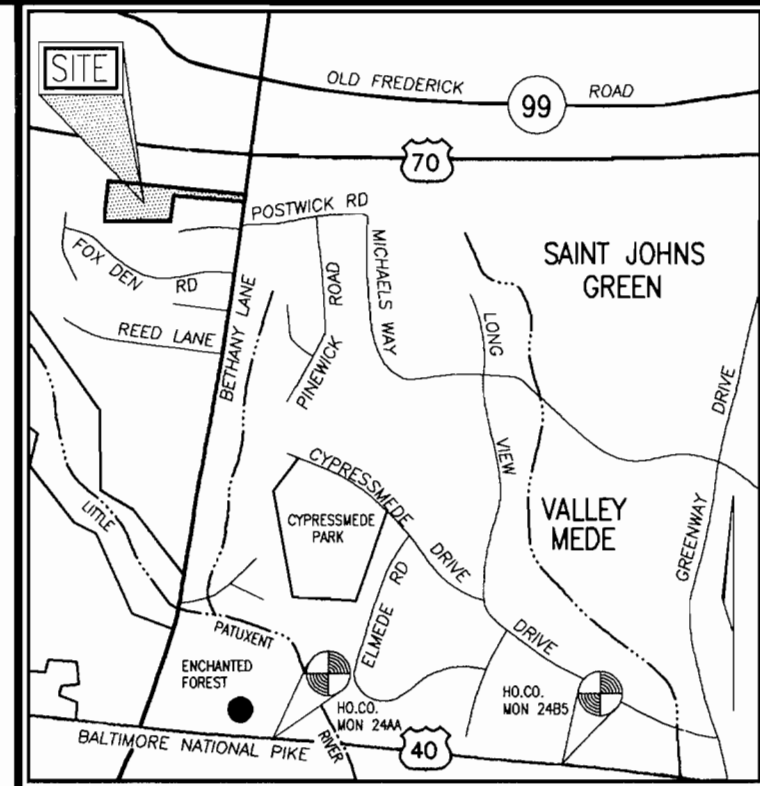 SITE
OLD FREDERICK ROAD
99
70
POSTWICK RD
FOX DEN RD
REED LANE
BETHANY LANE
PINEWICK ROAD
MICHAELS WAY
SAINT JOHNS
GREEN
LONG VIEW
DRIVE
GREENWAY
CYPRESSMEDE DRIVE
CYPRESSMEDE
PARK
VALLEY
MEDE
LITTLE
PATUXENT
RIVER
ELMEDE RD
DRIVE
ENCHANTED
FOREST
HO.CO.
MON 24AA
HO.CO.
MON 24B5
BALTIMORE NATIONAL PIKE
40